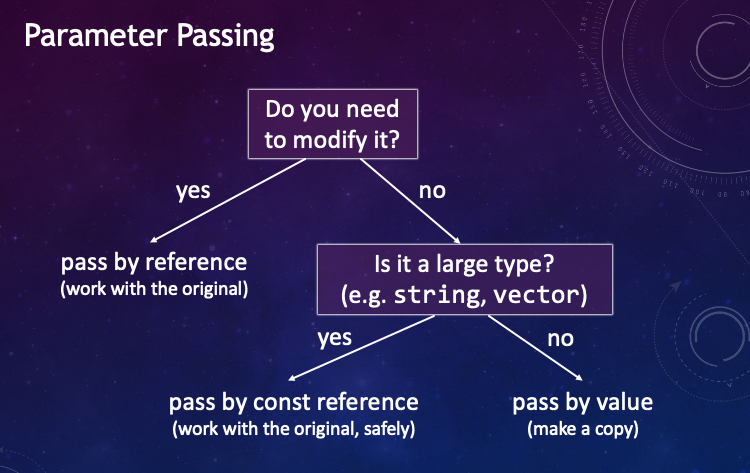 Parameter Passing
Do you need
to modify it?
yes
no
pass by reference
(work with the original)
Is it a large type?
(e.g. string, vector)
yes
no
pass by const reference
(work with the original, safely)
pass by value
(make a copy)